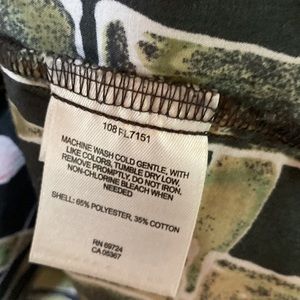 108 RL7151
MACHINE WASH COLD GENTLE, WITH
LIKE COLORS, TUMBLE DRY LOW,
REMOVE PROMPTLY, DO NOT IRON,
NON-CHLORINE BLEACH WHEN
NEEDED
SHELL: 65% POLYESTER, 35% COTTON
RN 69724
CA 05367